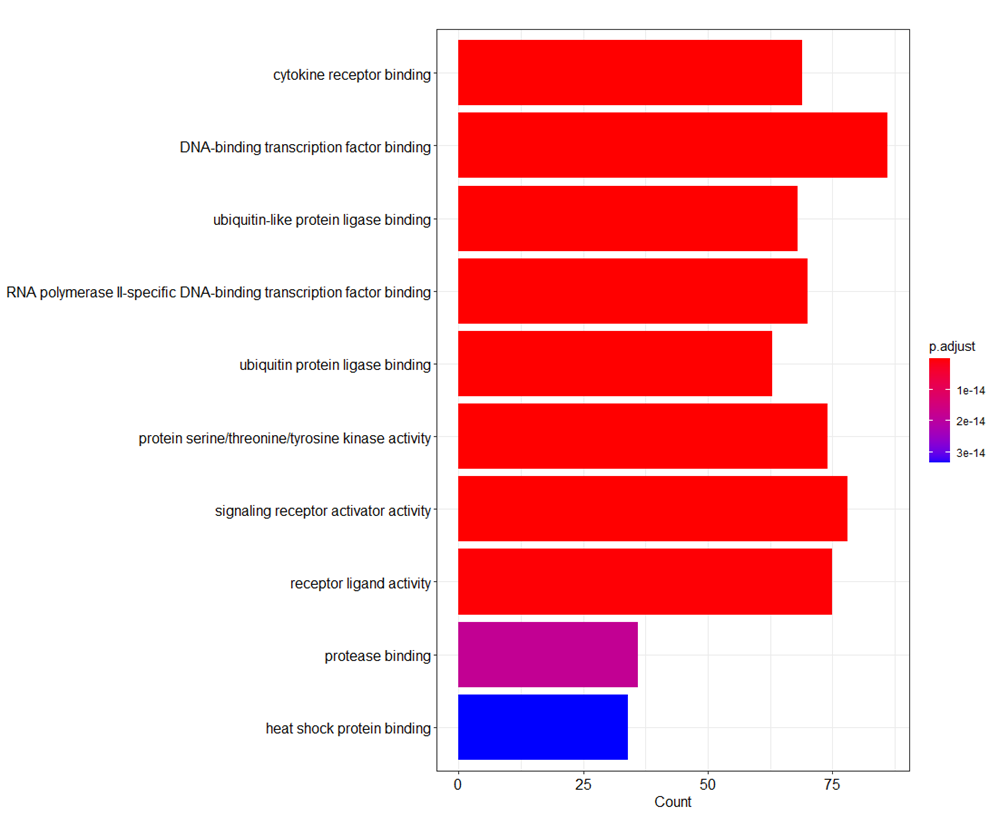 cytokine receptor binding
DNA-binding transcription factor binding
ubiquitin-like protein ligase binding
RNA polymerase II-specific DNA-binding transcription factor binding
ubiquitin protein ligase binding
protein serine/threonine/tyrosine kinase activity
signaling receptor activator activity
receptor ligand activity
protease binding
heat shock protein binding
0 25 50 75
Count
p.adjust
1e-14
2e-14
3e-14